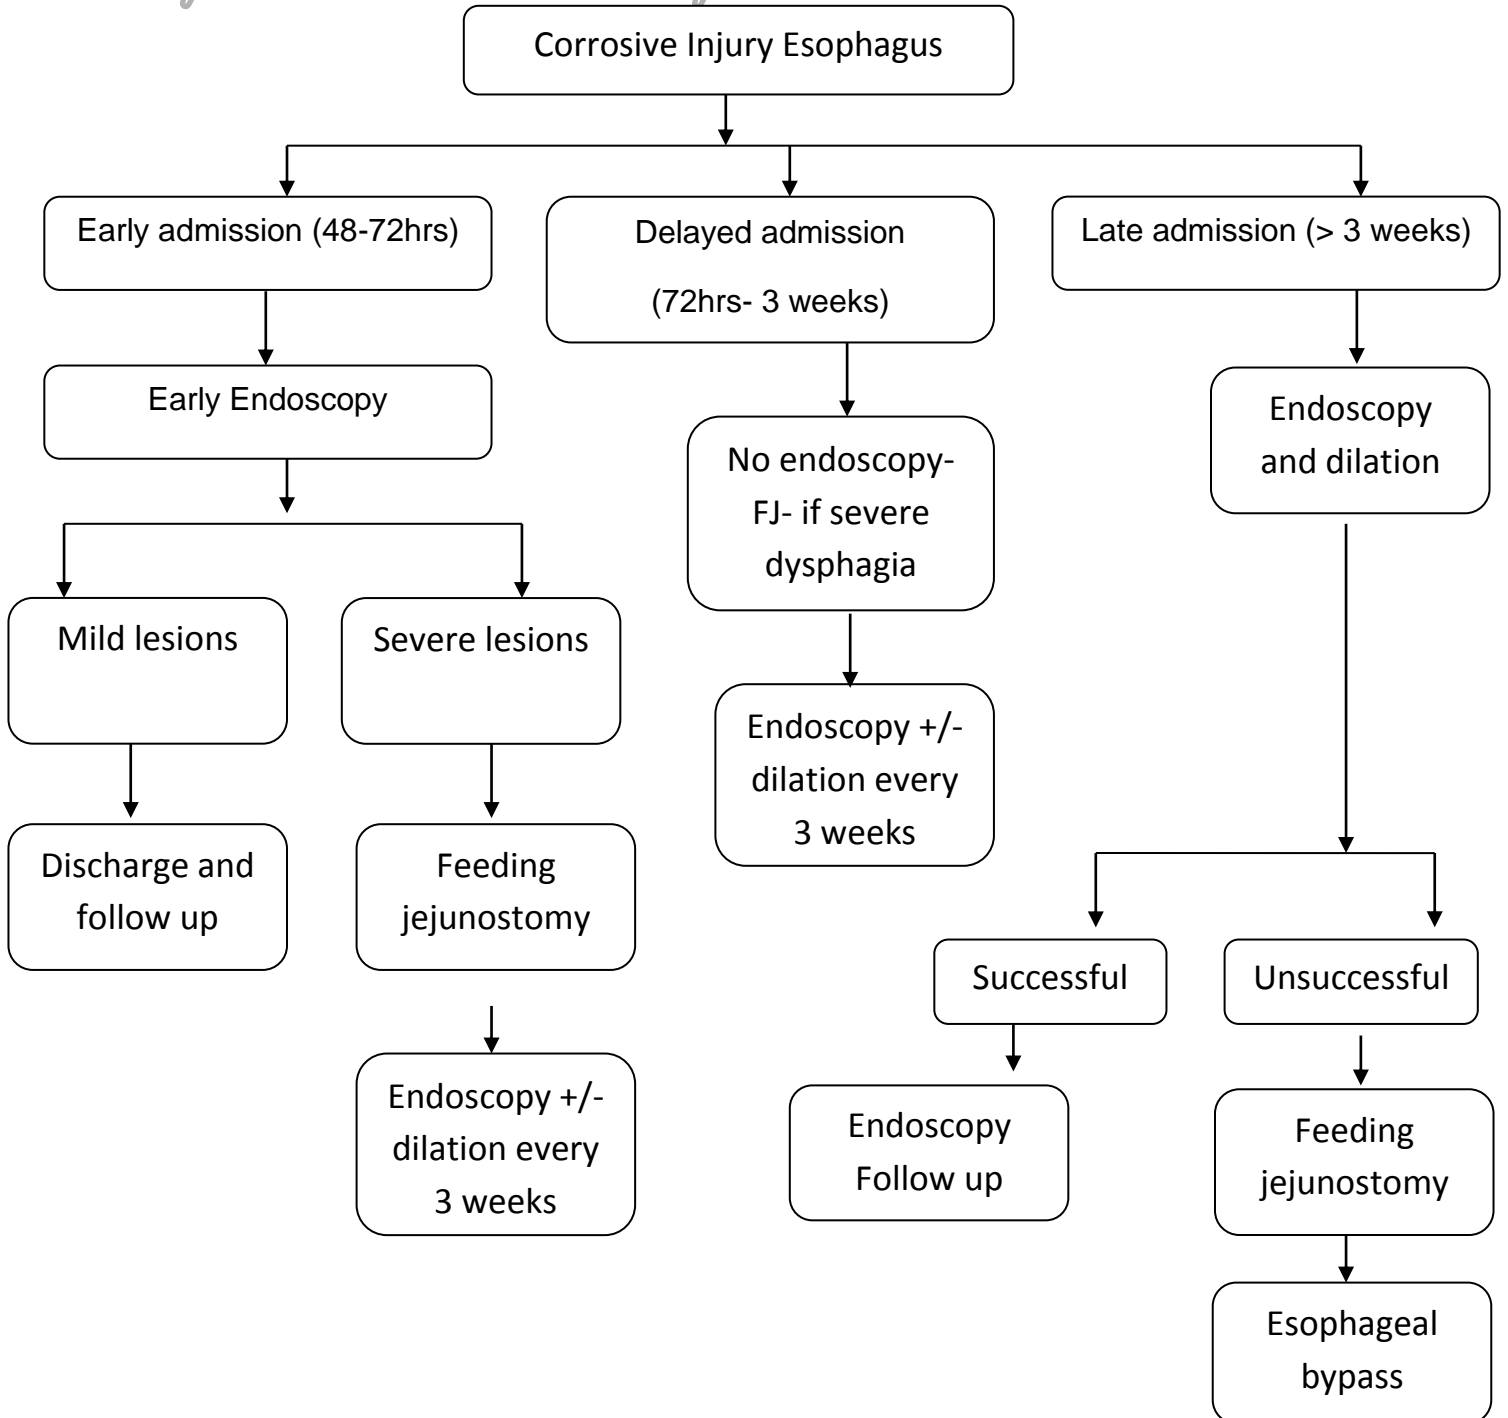 Corrosive Injury Esophagus
Early admission (48-72hrs)
Delayed admission
(72hrs- 3 weeks)
Late admission (> 3 weeks)
Early Endoscopy
No endoscopy-
FJ- if severe
dysphagia
Endoscopy
and dilation
Mild lesions
Severe lesions
Endoscopy +/-
dilation every
3 weeks
Discharge and
follow up
Feeding
jejunostomy
Successful
Unsuccessful
Endoscopy +/-
dilation every
3 weeks
Endoscopy
Follow up
Feeding
jejunostomy
Esophageal
bypass